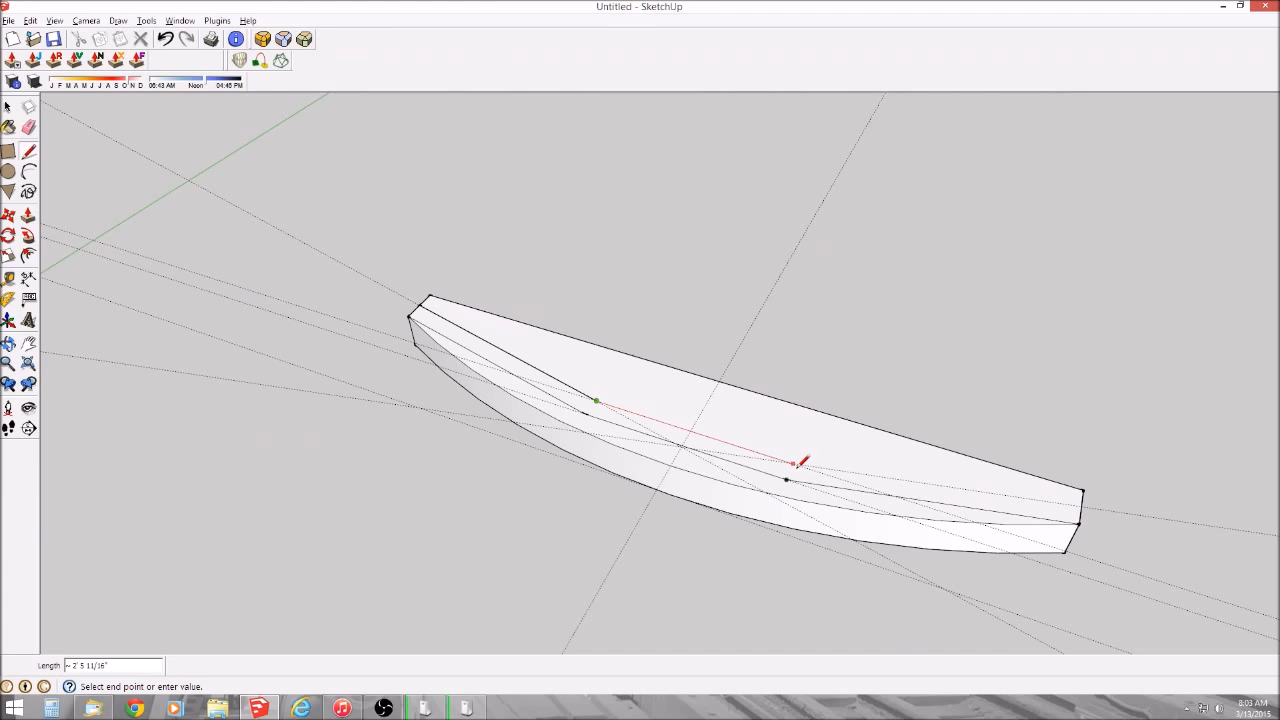 Untitled - SketchUp
File Edit View Camera Draw Tools Window Plugins Help
J R V N X F
J F M A M J J A S O N D 06:43 AM Noon 04:46 PM
Length ~ 2' 5 11/16"
Select end point or enter value.
8:03 AM
3/13/2015